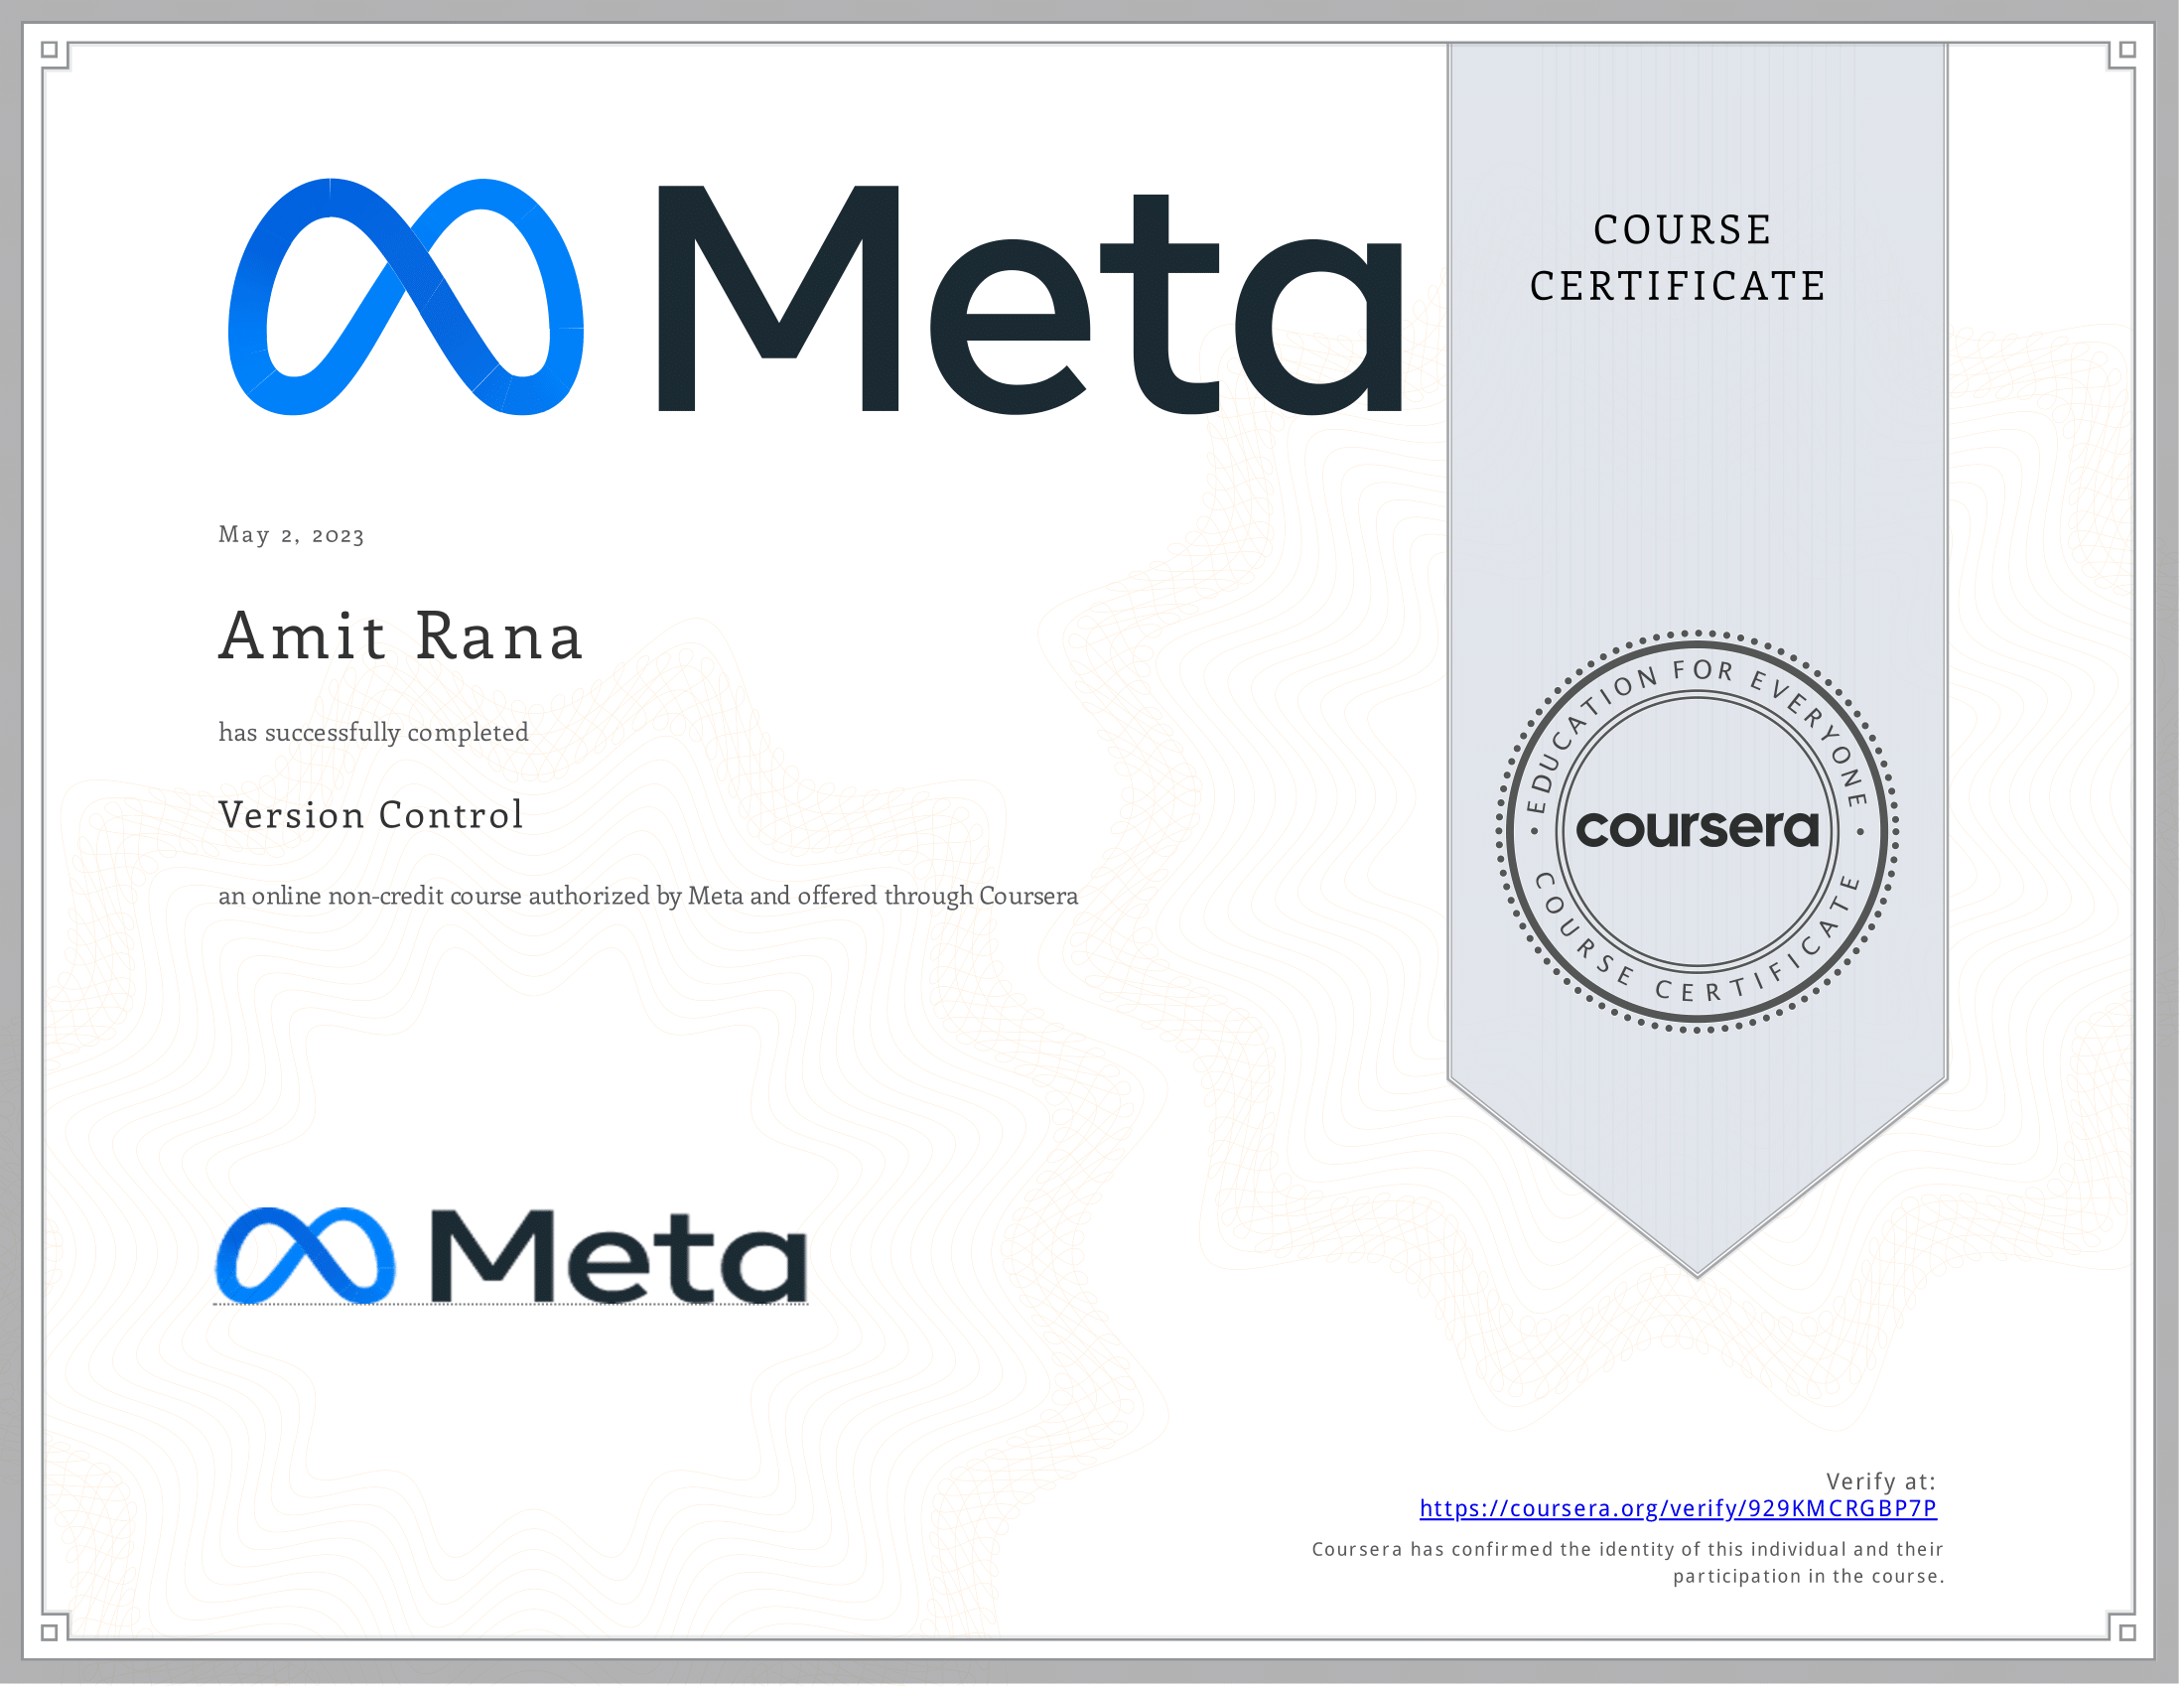 Meta
COURSE
CERTIFICATE
May 2, 2023
Amit Rana
has successfully completed
Version Control
an online non-credit course authorized by Meta and offered through Coursera
EDUCATION FOR EVERYONE
coursera
COURSE CERTIFICATE
Meta
Verify at:
https://coursera.org/verify/929KMCRGBP7P
Coursera has confirmed the identity of this individual and their
participation in the course.